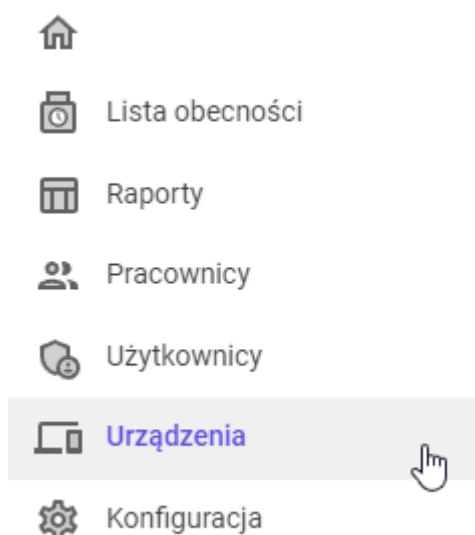 Lista obecności
Raporty
Pracownicy
Użytkownicy
Urządzenia
Konfiguracja